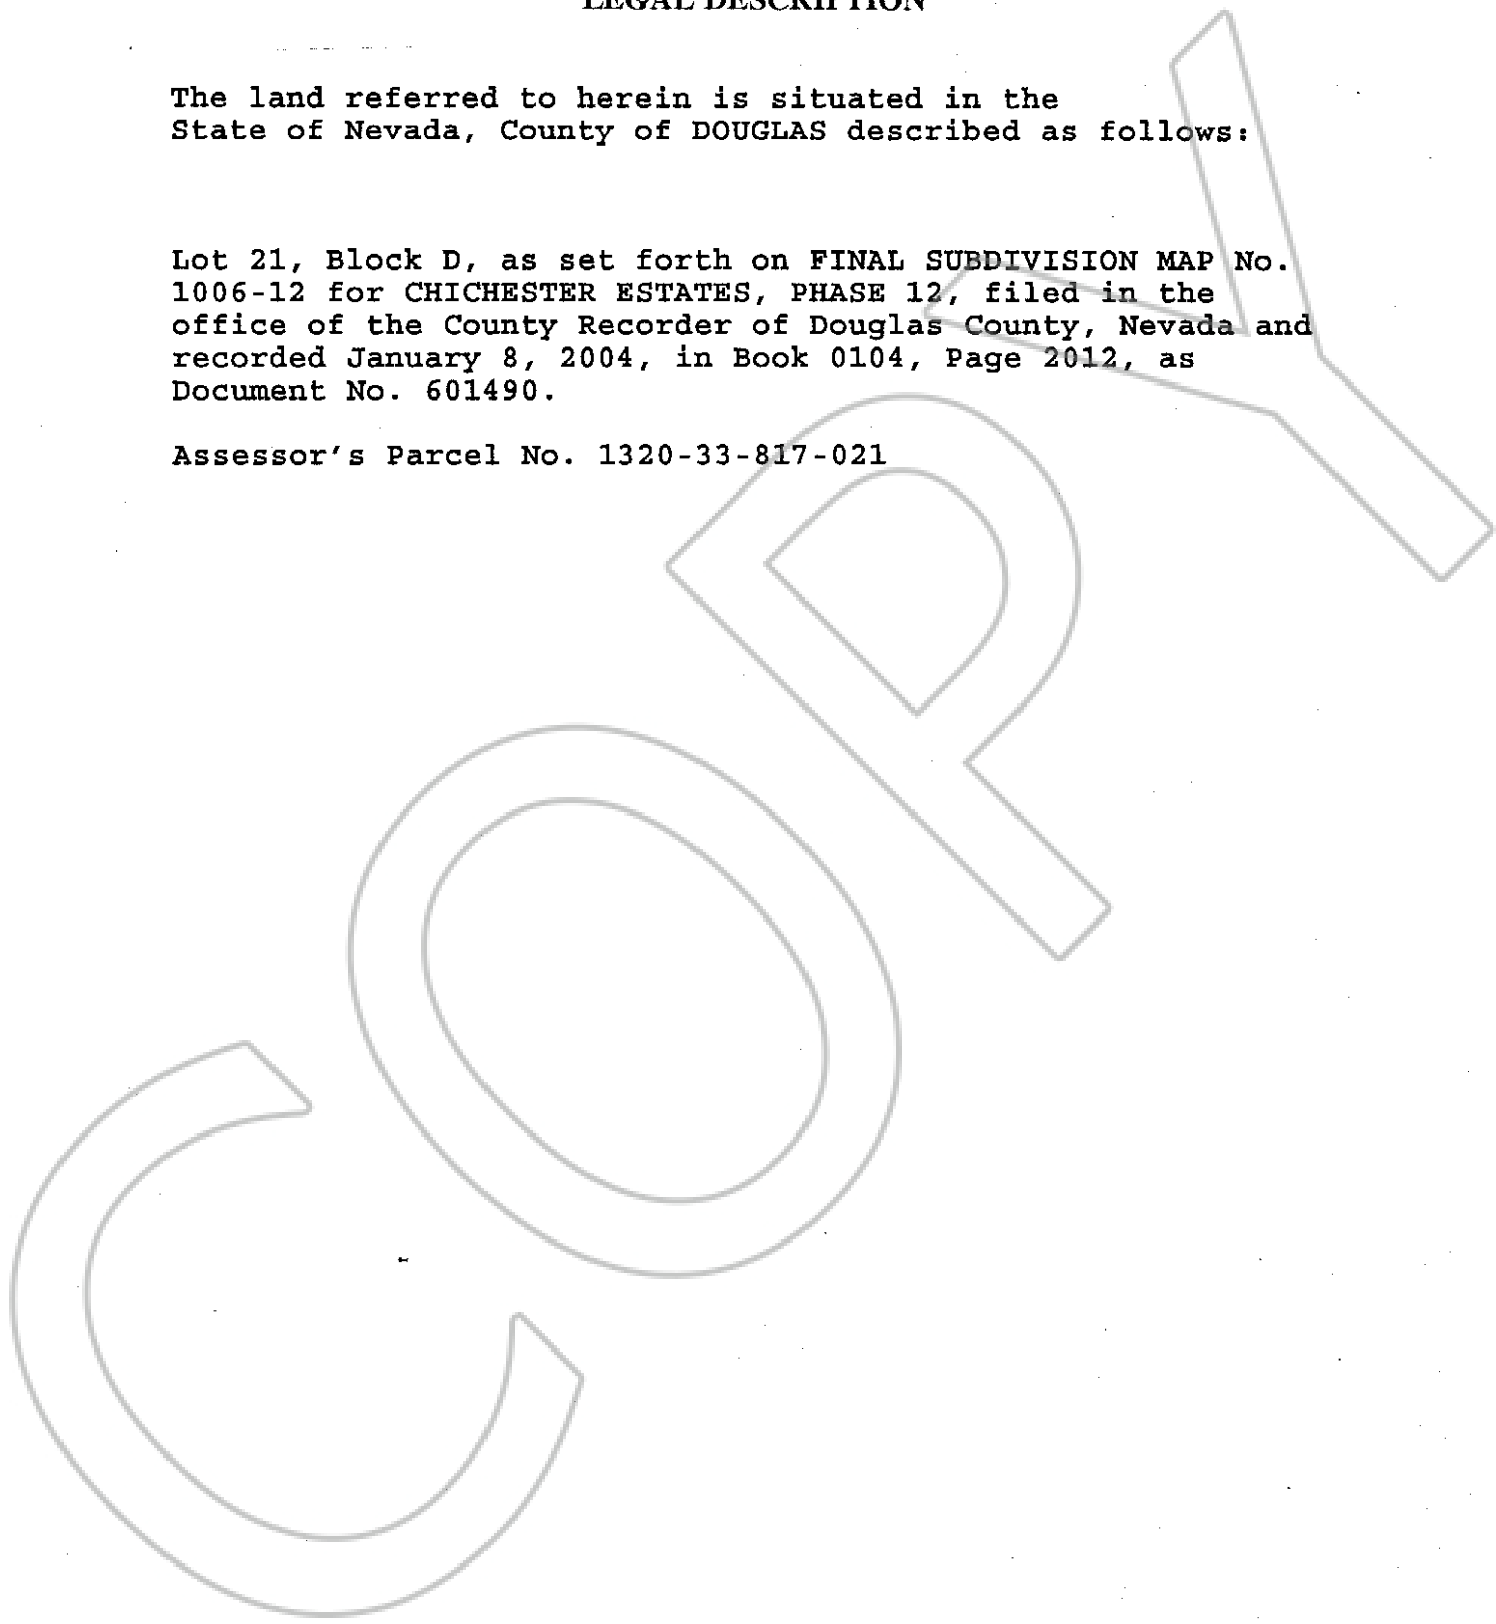 LEGAL DESCRIPTION
The land referred to herein is situated in the
State of Nevada, County of DOUGLAS described as follows:
Lot 21, Block D, as set forth on FINAL SUBDIVISION MAP No.
1006-12 for CHICHESTER ESTATES, PHASE 12, filed in the
office of the County Recorder of Douglas County, Nevada and
recorded January 8, 2004, in Book 0104, Page 2012, as
Document No. 601490.
Assessor's Parcel No. 1320-33-817-021
COPY